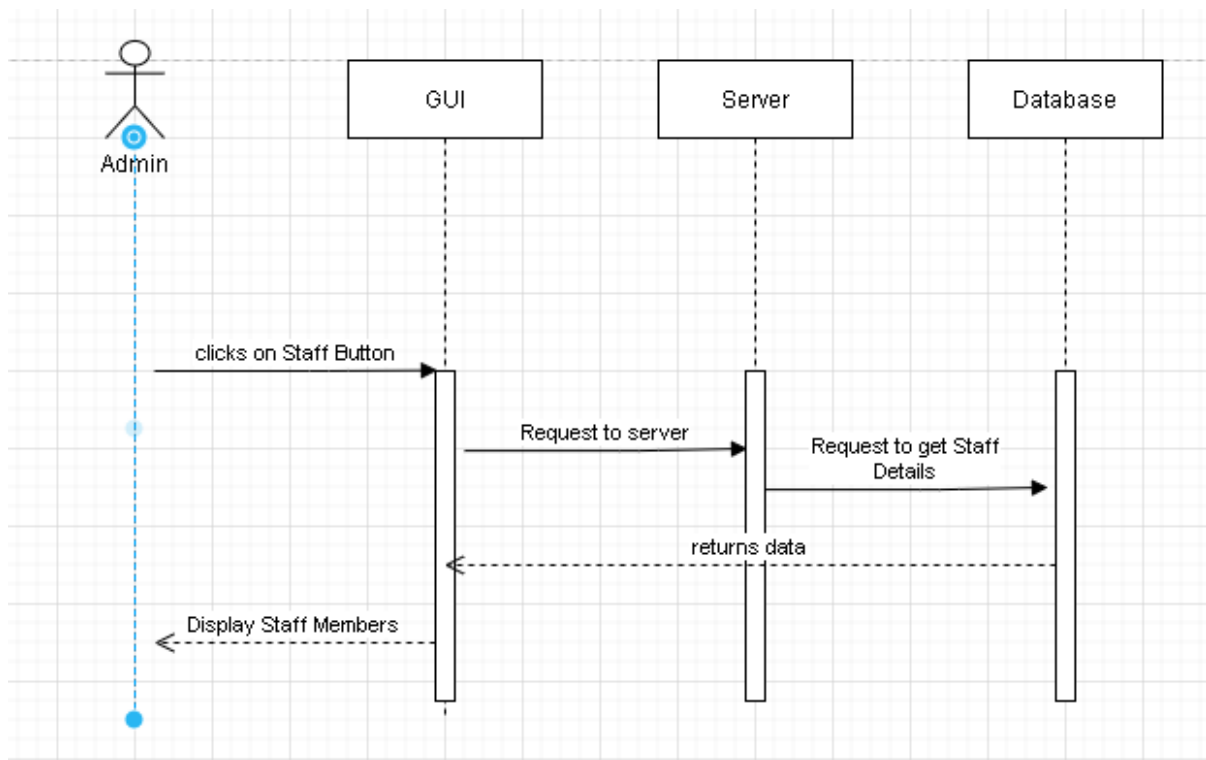 GUI
Server
Database
Admin
clicks on Staff Button
Request to server
Request to get Staff
Details
returns data
Display Staff Members